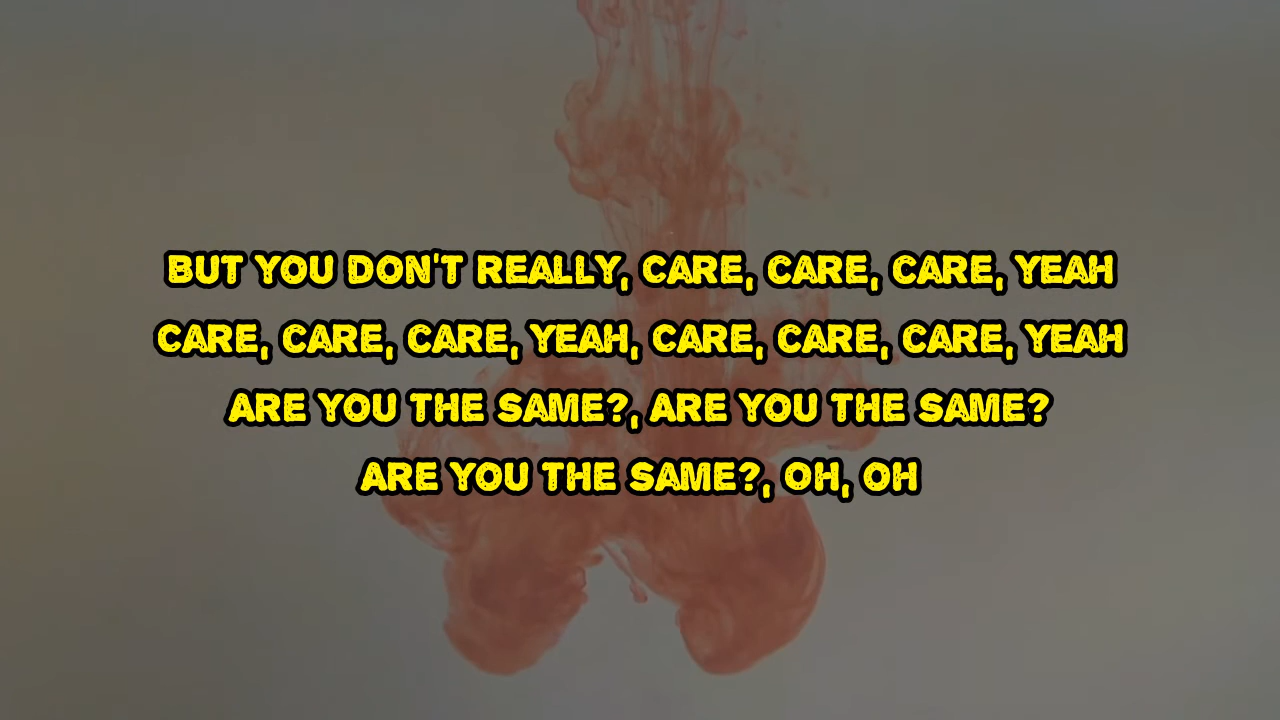 BUT YOU DON'T REALLY, CARE, CARE, CARE, YEAH
CARE, CARE, CARE, YEAH, CARE, CARE, CARE, YEAH
ARE YOU THE SAME?, ARE YOU THE SAME?
ARE YOU THE SAME?, OH, OH